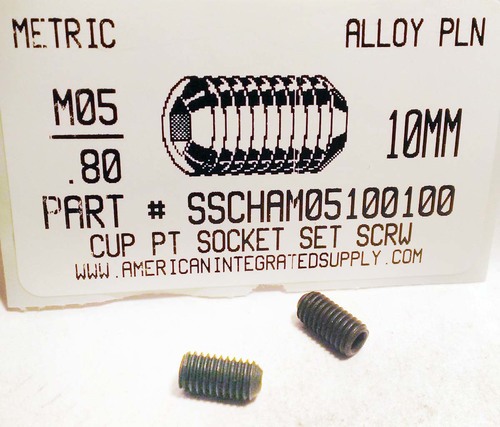 METRIC ALLOY PLN
M05
.80
10MM
PART # SSCHAM05100100
CUP PT SOCKET SET SCRW
WWW.AMERICANINTEGRATEDSUPPLY.COM